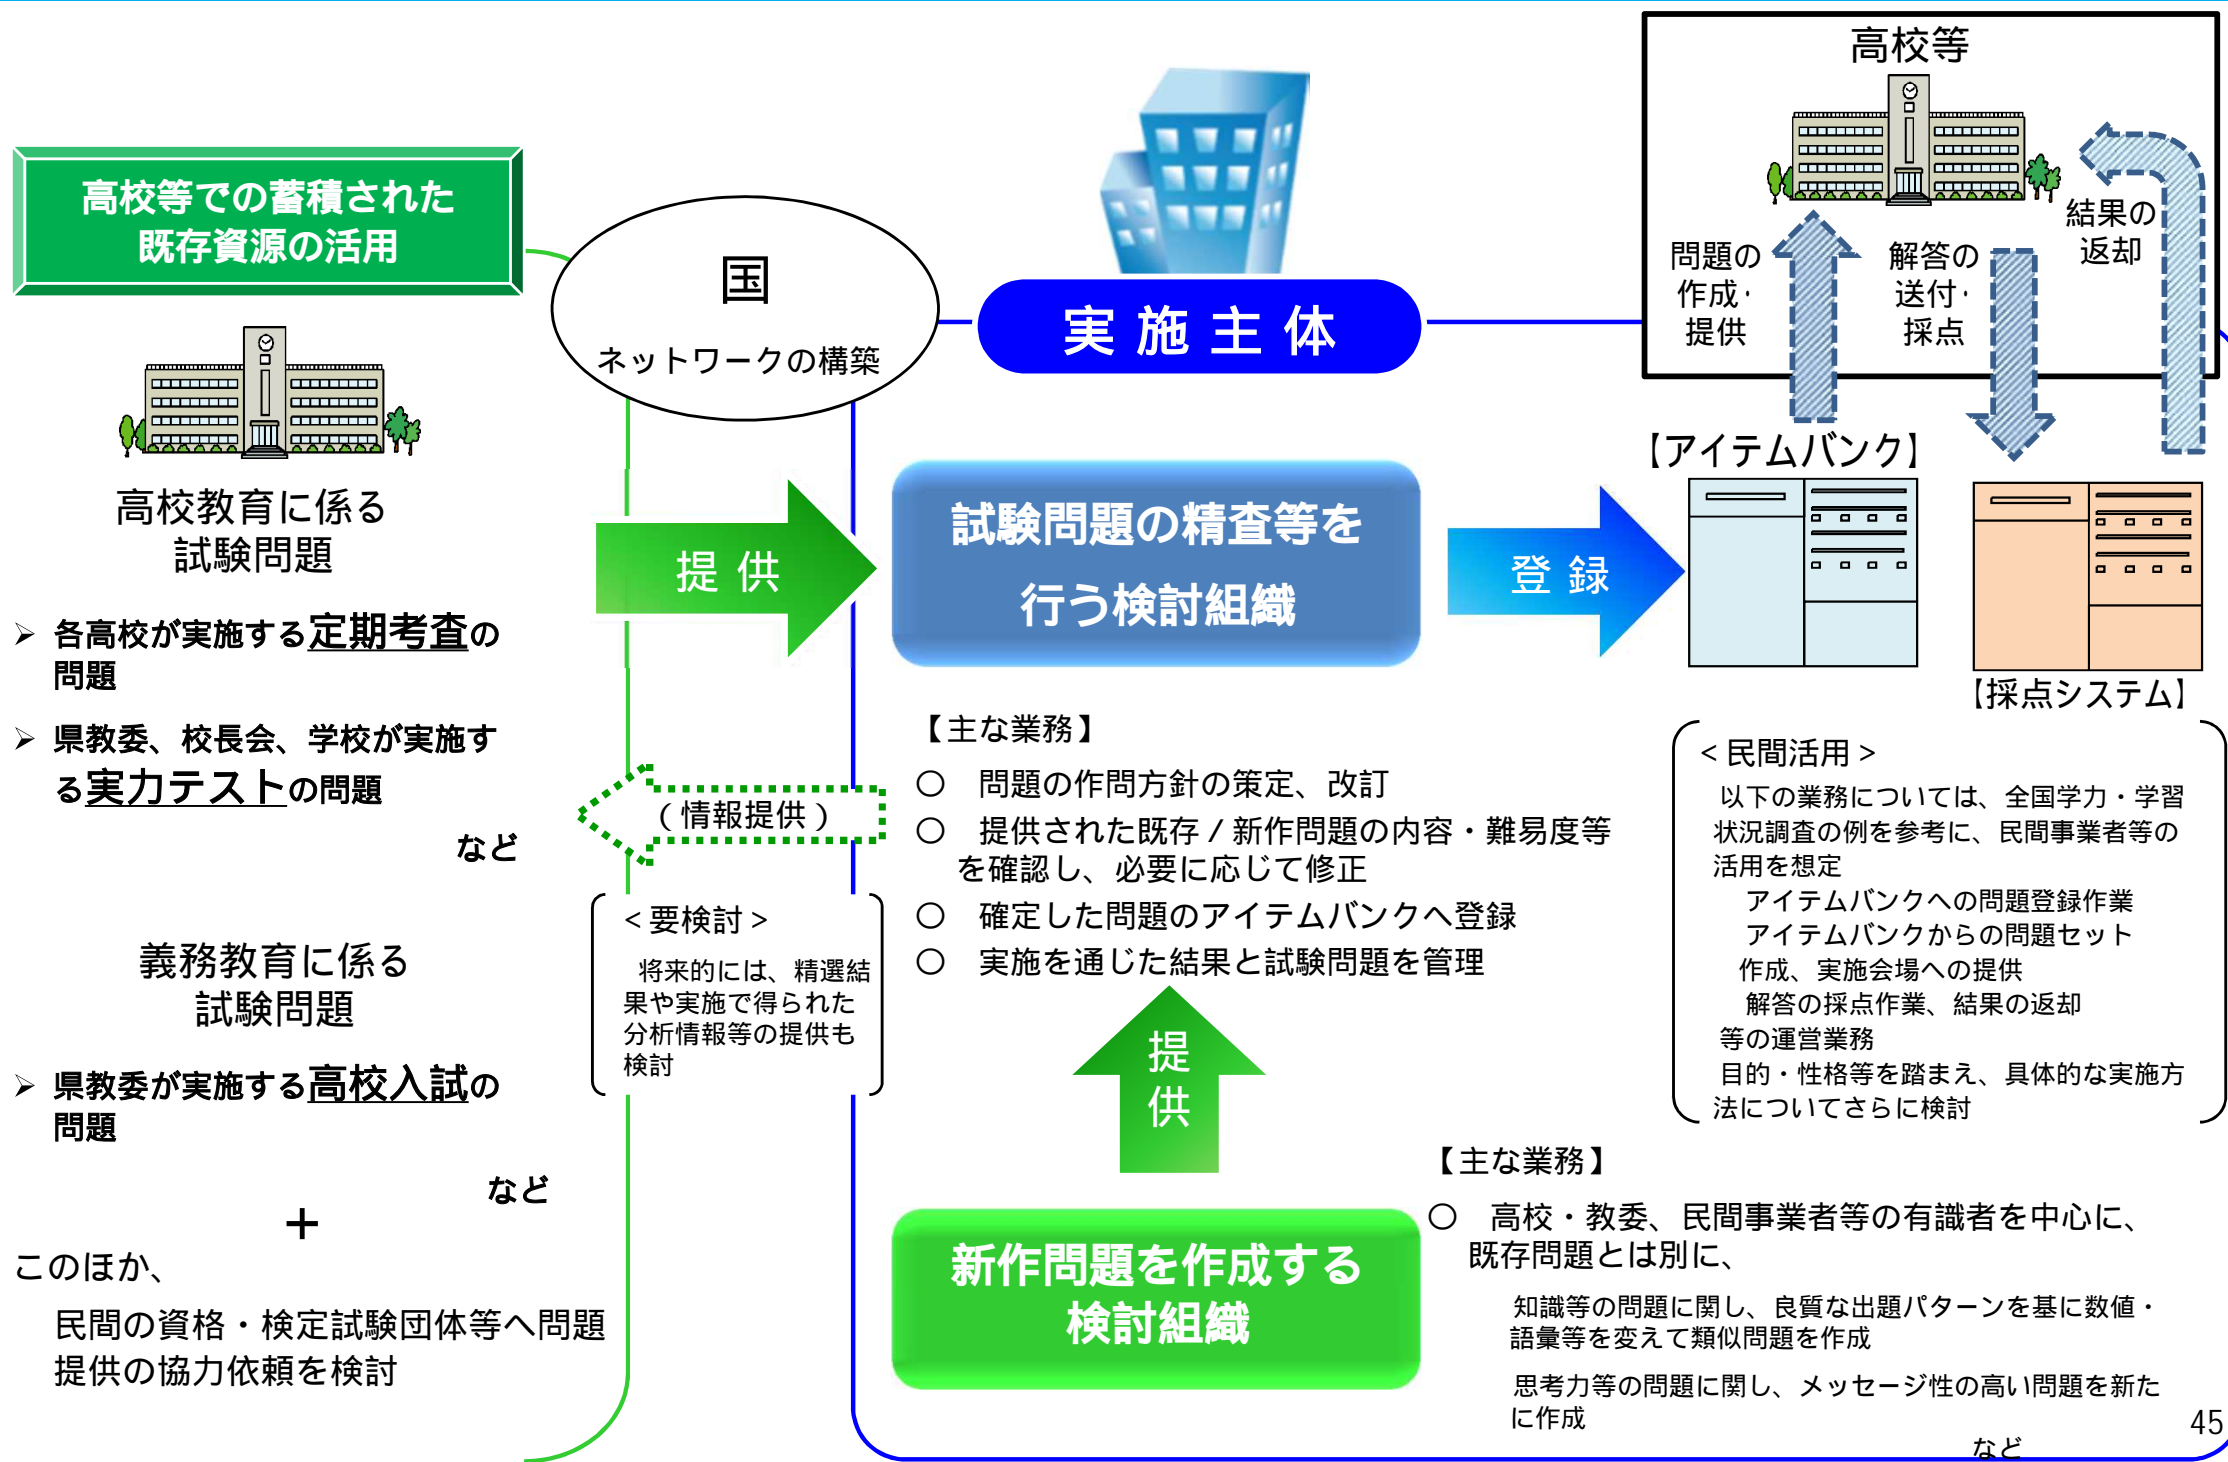 高校等での蓄積された
既存資源の活用
高校教育に係る
試験問題
➢ 各高校が実施する定期考査の
問題
➢ 県教委、校長会、学校が実施す
る実力テストの問題
など
義務教育に係る
試験問題
➢ 県教委が実施する高校入試の
問題
など
+
このほか、
民間の資格・検定試験団体等へ問題
提供の協力依頼を検討
国
ネットワークの構築
提 供
（情報提供）
<要検討>
将来的には、精選結
果や実施で得られた
分析情報等の提供も
検討
実 施 主 体
試験問題の精査等を
行う検討組織
【主な業務】
○ 問題の作問方針の策定、改訂
○ 提供された既存/新作問題の内容・難易度等
を確認し、必要に応じて修正
○ 確定した問題のアイテムバンクへ登録
○ 実施を通じた結果と試験問題を管理
提
供
新作問題を作成する
検討組織
登 録
高校等
問題の
作成・
提供
解答の
送付・
採点
結果の
返却
【アイテムバンク】
【採点システム】
<民間活用>
以下の業務については、全国学力・学習
状況調査の例を参考に、民間事業者等の
活用を想定
アイテムバンクへの問題登録作業
アイテムバンクからの問題セット
作成、実施会場への提供
解答の採点作業、結果の返却
等の運営業務
目的・性格等を踏まえ、具体的な実施方
法についてさらに検討
【主な業務】
○ 高校・教委、民間事業者等の有識者を中心に、
既存問題とは別に、
知識等の問題に関し、良質な出題パターンを基に数値・
語彙等を変えて類似問題を作成
思考力等の問題に関し、メッセージ性の高い問題を新た
に作成
など
45